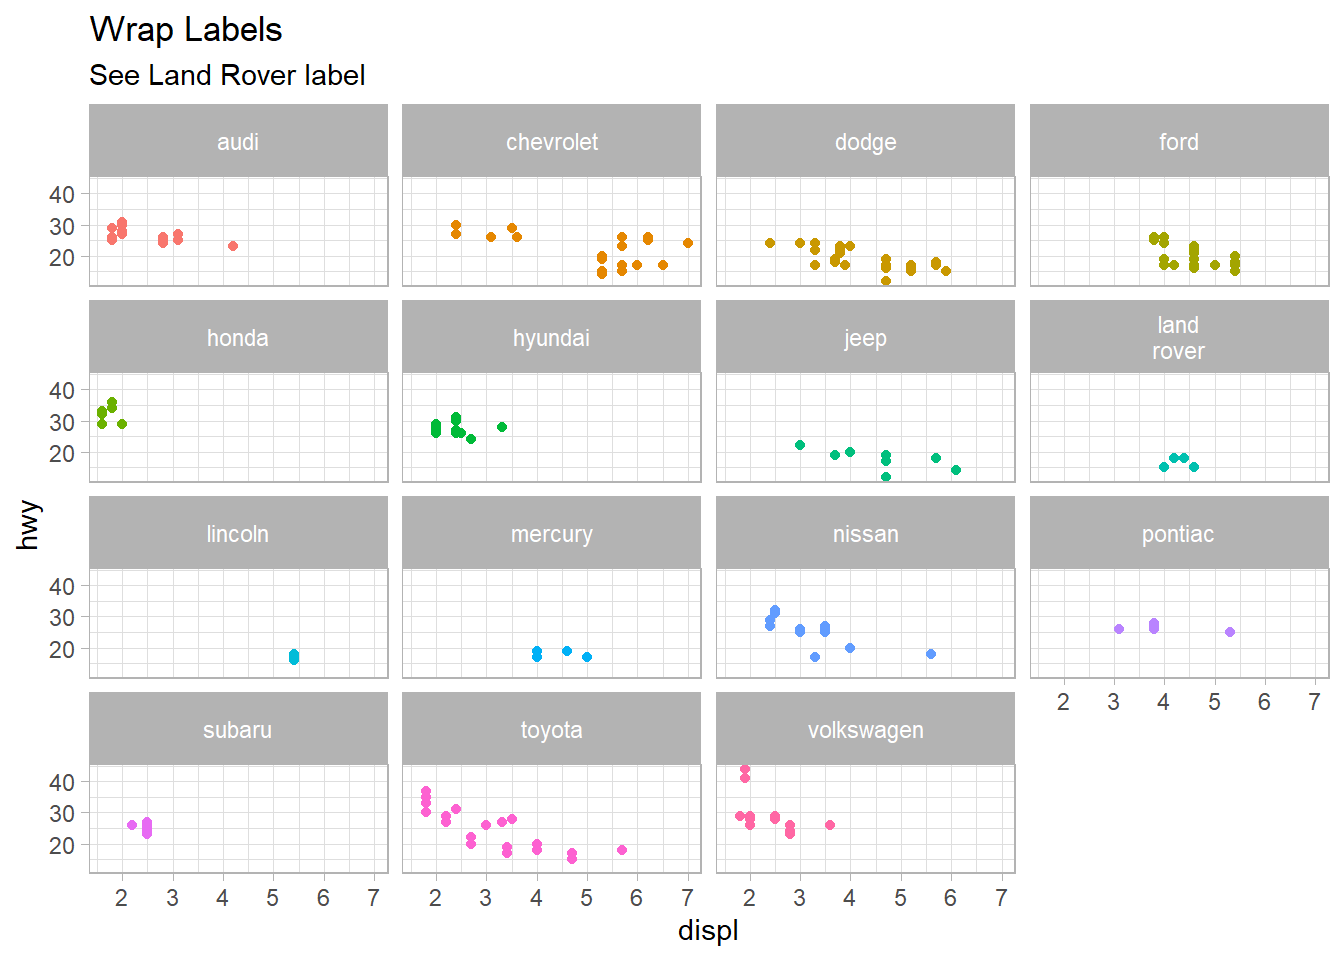 Wrap Labels
See Land Rover label
audi
chevrolet
dodge
ford
40
30
20
honda
hyundai
jeep
land
rover
40
30
20
lincoln
mercury
nissan
pontiac
40
30
20
2 3 4 5 6 7
subaru
toyota
volkswagen
40
30
20
2 3 4 5 6 7
2 3 4 5 6 7
2 3 4 5 6 7
displ
hwy